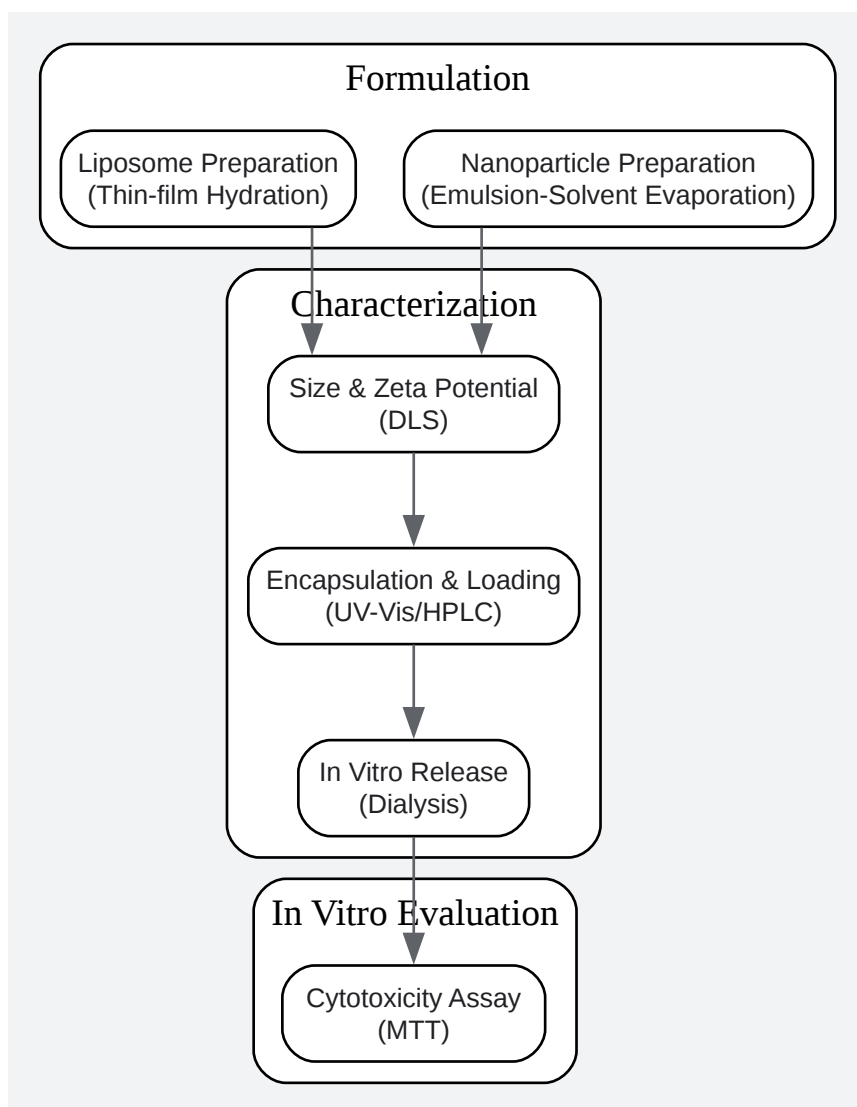 Formulation
Liposome Preparation
(Thin-film Hydration)
Nanoparticle Preparation
(Emulsion-Solvent Evaporation)
Characterization
Size & Zeta Potential
(DLS)
Encapsulation & Loading
(UV-Vis/HPLC)
In Vitro Release
(Dialysis)
In Vitro Evaluation
Cytotoxicity Assay
(MTT)